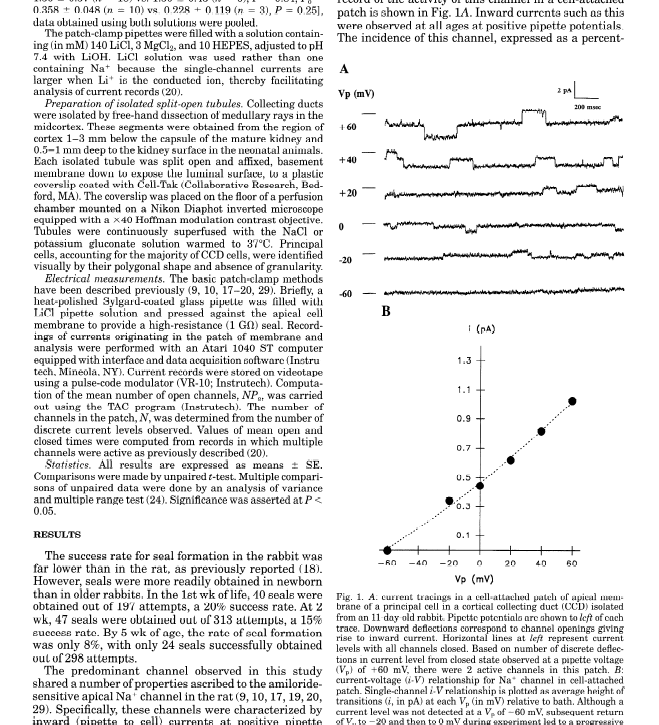 0.358 ± 0.048 (n = 10) vs. 0.228 + 0.119 (n = 3), P = 0.25],
data obtained using both solutions were pooled.
The patch-clamp pipettes were filled with a solution contain-
ing (in mM) 140 LiCl, 3 MgCl₂, and 10 HEPES, adjusted to pH
7.4 with LiOH. LiCl solution was used rather than one
containing Na⁺ because the single-channel currents are
larger when Li⁺ is the conducted ion, thereby facilitating
analysis of current records (20).
Preparation of isolated split-open tubules. Collecting ducts
were isolated by free-hand dissection of medullary rays in the
midcortex. These segments were obtained from the region of
cortex 1–3 mm below the capsule of the mature kidney and
0.5–1 mm deep to the kidney surface in the neonatal animals.
Each isolated tubule was split open and affixed, basement
membrane down to expose the luminal surface, to a plastic
coverslip coated with Cell-Tak (Collaborative Research, Bed-
ford, MA). The coverslip was placed on the floor of a perfusion
chamber mounted on a Nikon Diaphot inverted microscope
equipped with a ×40 Hoffman modulation contrast objective.
Tubules were continuously superfused with the NaCl or
potassium gluconate solution warmed to 37°C. Principal
cells, accounting for the majority of CCD cells, were identified
visually by their polygonal shape and absence of granularity.
Electrical measurements. The basic patch-clamp methods
have been described previously (9, 10, 17–20, 29). Briefly, a
heat-polished Sylgard-coated glass pipette was filled with
LiCl pipette solution and pressed against the apical cell
membrane to provide a high-resistance (1 GΩ) seal. Record-
ings of currents originating in the patch of membrane and
analysis were performed with an Atari 1040 ST computer
equipped with interface and data acquisition software (Instru
tech, Mineola, NY). Current records were stored on videotape
using a pulse-code modulator (VR-10; Instrutech). Computa-
tion of the mean number of open channels, NPₒ, was carried
out using the TAC program (Instrutech). The number of
channels in the patch, N, was determined from the number of
discrete current levels observed. Values of mean open and
closed times were computed from records in which multiple
channels were active as previously described (20).
Statistics. All results are expressed as means ± SE.
Comparisons were made by unpaired t-test. Multiple compari-
sons of unpaired data were done by an analysis of variance
and multiple range test (24). Significance was asserted at P <
0.05.
RESULTS
The success rate for seal formation in the rabbit was
far lower than in the rat, as previously reported (18).
However, seals were more readily obtained in newborn
than in older rabbits. In the 1st wk of life, 40 seals were
obtained out of 197 attempts, a 20% success rate. At 2
wk, 47 seals were obtained out of 313 attempts, a 15%
success rate. By 5 wk of age, the rate of seal formation
was only 8%, with only 24 seals successfully obtained
out of 298 attempts.
The predominant channel observed in this study
shared a number of properties ascribed to the amiloride-
sensitive apical Na⁺ channel in the rat (9, 10, 17, 19, 20,
29). Specifically, these channels were characterized by
inward (pipette to cell) currents at positive pipette
record of the activity of this channel in a cell-attached
patch is shown in Fig. 1A. Inward currents such as this
were observed at all ages at positive pipette potentials.
The incidence of this channel, expressed as a percent-
A
Vp (mV)
2 pA
200 msec
+60
+40
+20
0
-20
-60
B
i (pA)
1.3
1.1
0.9
0.7
0.5
0.3
0.1
-60 -40 -20 0 20 40 60
Vp (mV)
Fig. 1. A: current tracings in a cell-attached patch of apical mem-
brane of a principal cell in a cortical collecting duct (CCD) isolated
from an 11 day old rabbit. Pipette potentials are shown to left of each
trace. Downward deflections correspond to channel openings giving
rise to inward current. Horizontal lines at left represent current
levels with all channels closed. Based on number of discrete deflec-
tions in current from closed state observed at a pipette voltage
(Vₚ) of +60 mV, there were 2 active channels in this patch. B:
current-voltage (i-V) relationship for Na⁺ channel in cell-attached
patch. Single-channel i-V relationship is plotted as average height of
transitions (i, in pA) at each Vₚ (in mV) relative to bath. Although a
current level was not detected at a Vₚ of −60 mV, subsequent return
of Vₚ to −20 and then to 0 mV during experiment led to a progressive